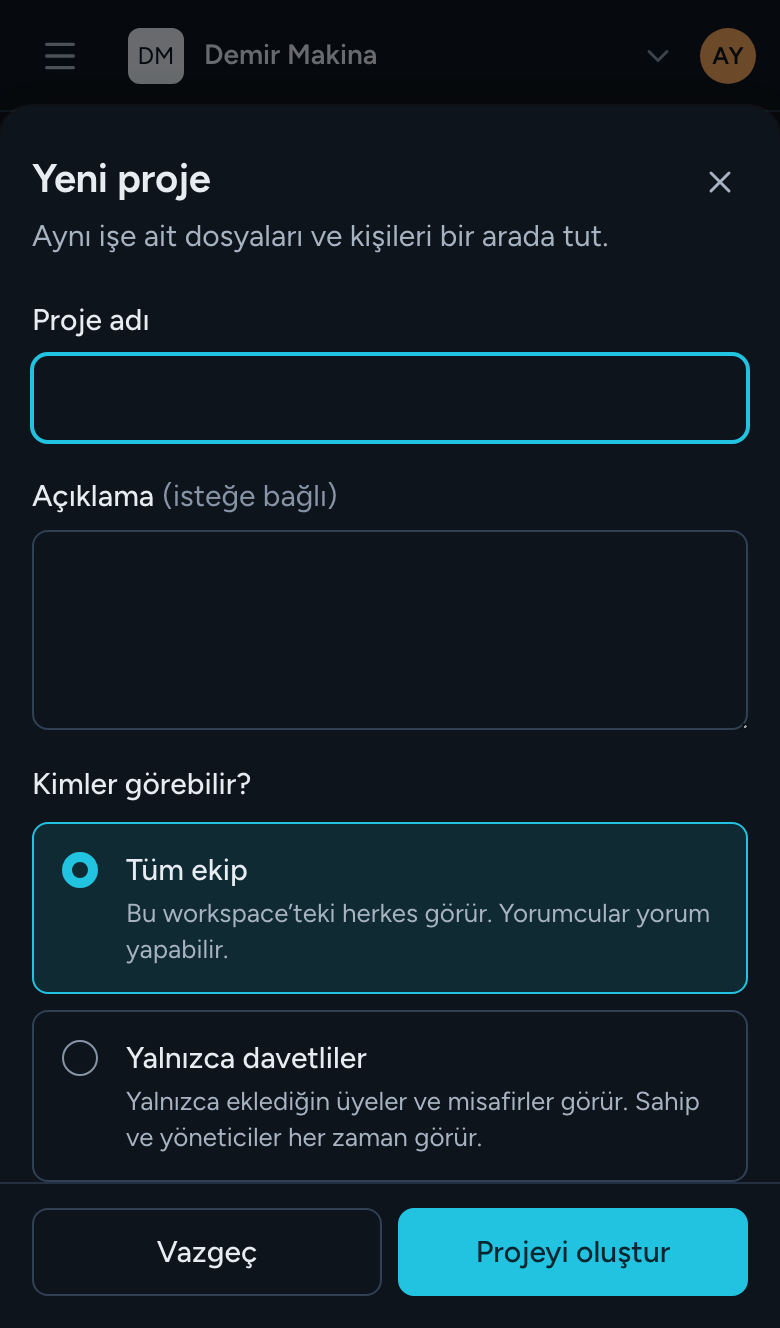 DM Demir Makina AY
Yeni proje
Aynı işe ait dosyaları ve kişileri bir arada tut.
Proje adı
Açıklama (isteğe bağlı)
Kimler görebilir?
Tüm ekip
Bu workspace’teki herkes görür. Yorumcular yorum
yapabilir.
Yalnızca davetliler
Yalnızca eklediğin üyeler ve misafirler görür. Sahip
ve yöneticiler her zaman görür.
Vazgeç Projeyi oluştur